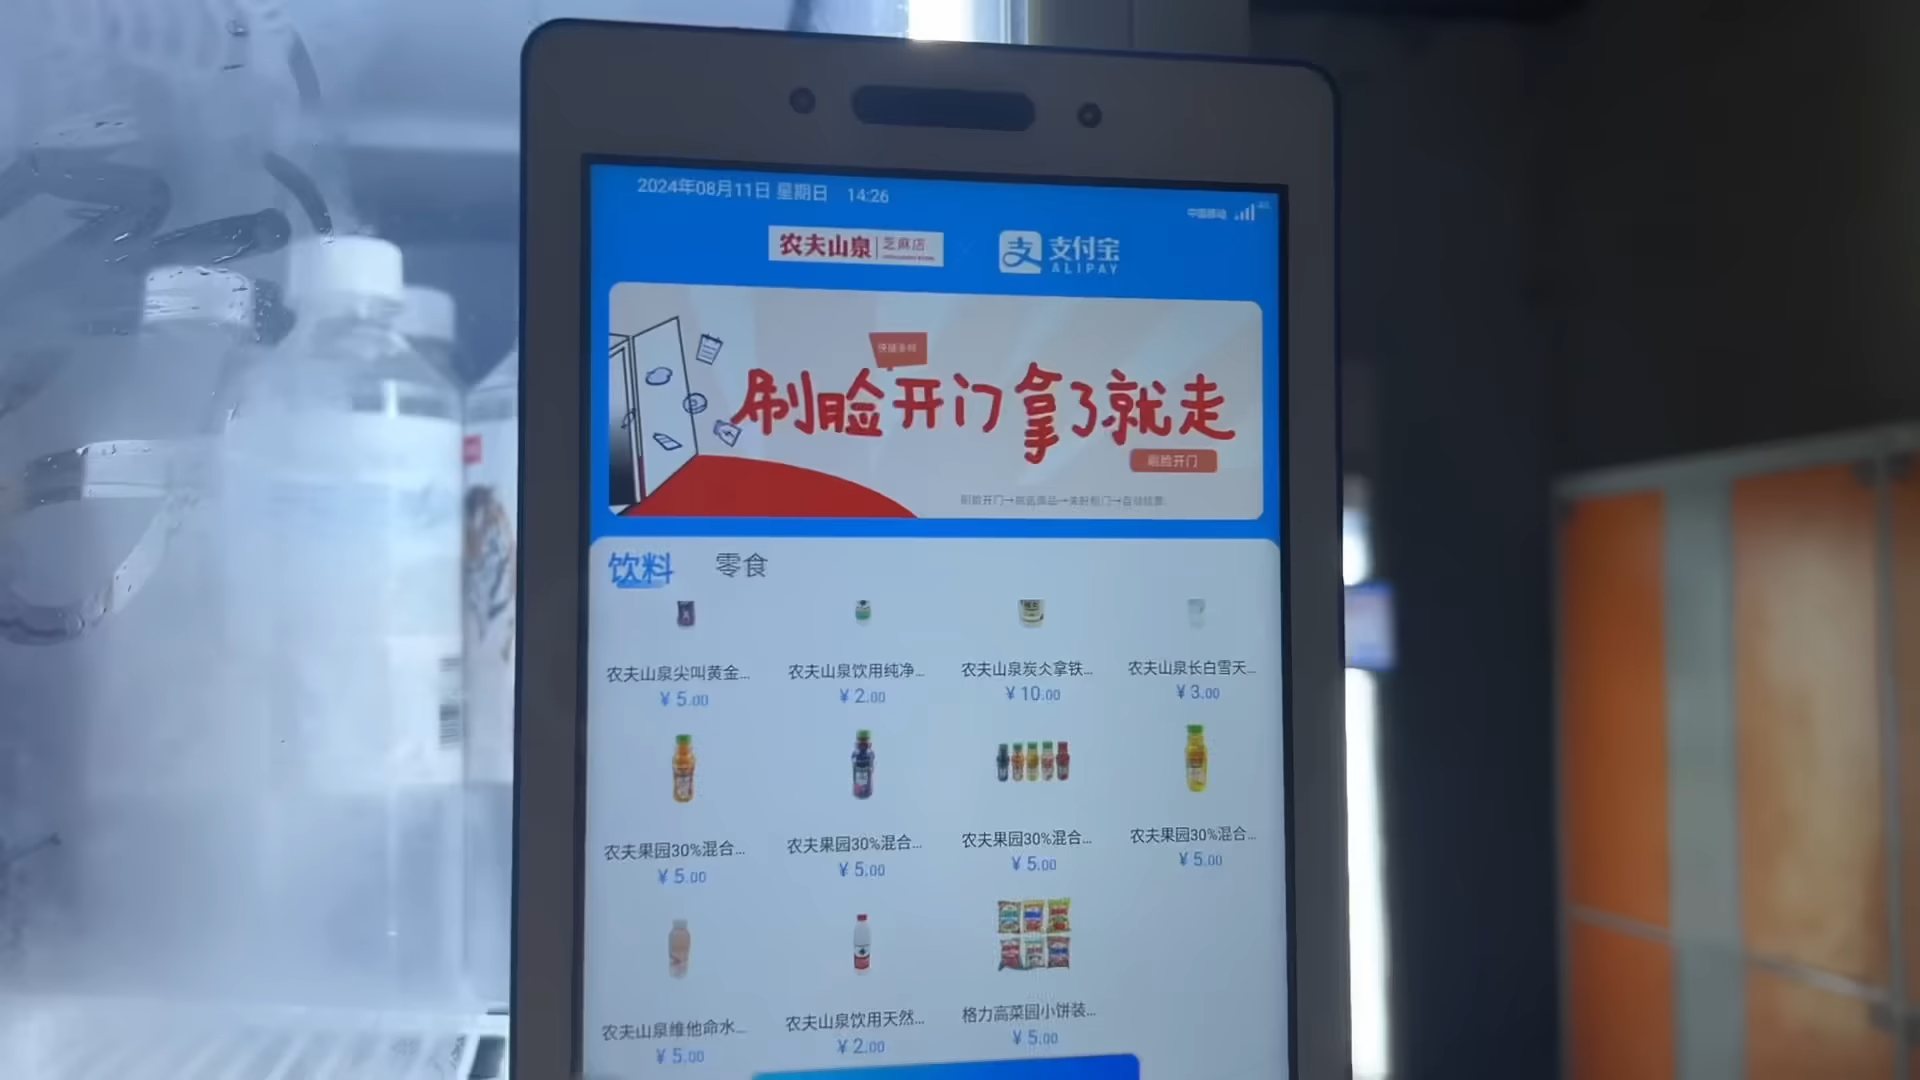 2024年08月11日 星期日 14:26
中国移动
农夫山泉 芝麻店
支付宝
ALIPAY
刷脸开门拿了就走
刷脸开门
饮料 零食
农夫山泉尖叫黄金...
¥ 5.00
农夫山泉饮用纯净...
¥ 2.00
农夫山泉炭仌拿铁...
¥ 10.00
农夫山泉长白雪天...
¥ 3.00
农夫果园30%混合...
¥ 5.00
农夫果园30%混合...
¥ 5.00
农夫果园30%混合...
¥ 5.00
农夫果园30%混合...
¥ 5.00
农夫山泉维他命水...
¥ 5.00
农夫山泉饮用天然...
¥ 2.00
格力高菜园小饼装...
¥ 5.00